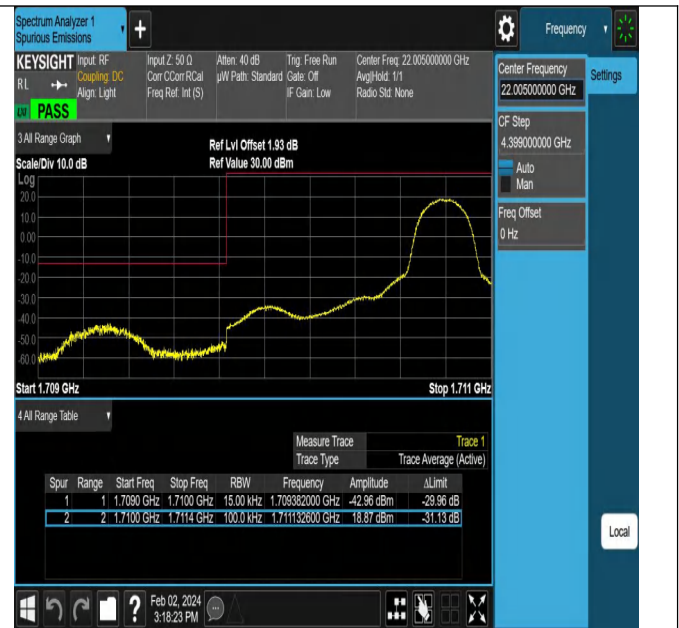 Spectrum Analyzer 1
Spurious Emissions
Frequency
KEYSIGHT Input: RF Input Z: 50 Ω Atten: 40 dB Trig: Free Run Center Freq: 22.005000000 GHz
RL Coupling: DC Corr CCorr RCal µW Path: Standard Gate: Off Avg|Hold: 1/1
Align: Light Freq Ref: Int (S) IF Gain: Low Radio Std: None
PASS
Center Frequency
22.005000000 GHz
Settings
CF Step
4.399000000 GHz
Auto
Man
Freq Offset
0 Hz
3 All Range Graph
Ref Lvl Offset 1.93 dB
Scale/Div 10.0 dB Ref Value 30.00 dBm
Log
20.0
10.0
0.00
-10.0
-20.0
-30.0
-40.0
-50.0
-60.0
Start 1.709 GHz Stop 1.711 GHz
4 All Range Table
Measure Trace Trace 1
Trace Type Trace Average (Active)
Spur Range Start Freq Stop Freq RBW Frequency Amplitude ΔLimit
1 1 1.7090 GHz 1.7100 GHz 15.00 kHz 1.709382000 GHz -42.96 dBm -29.96 dB
2 2 1.7100 GHz 1.7114 GHz 100.0 kHz 1.711132600 GHz 18.87 dBm -31.13 dB
Local
Feb 02, 2024
3:18:23 PM